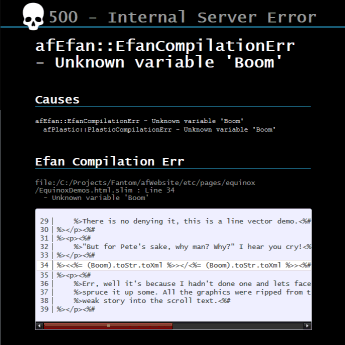 500 - Internal Server Error
afEfan::EfanCompilationErr
- Unknown variable 'Boom'
Causes
afEfan::EfanCompilationErr - Unknown variable "Boom"
afPlastic::PlasticCompilationErr - Unknown variable "Boom"
Efan Compilation Err
file:/C:/Projects/Fantom/afWebsite/etc/pages/equinox
/EquinoxDemos.html.slim : Line 34
- Unknown variable 'Boom'
29| %>There is no denying it, this is a line vector demo.<%#
30| %></p><%#
31| %><p><%#
32| %>"But for Pete's sake, why man? Why?" I hear you cry!<%
33| %></p><%#
34| %><<%= (Boom).toStr.toXml %>></<%= (Boom).toStr.toXml %>><%#
35| %><p><%#
36| %>Err, well it's because I hadn't done one and lets face
37| %>spruce it up some. All the graphics were ripped from t
38| %>weak story into the scroll text.<%#
39| %></p><%#